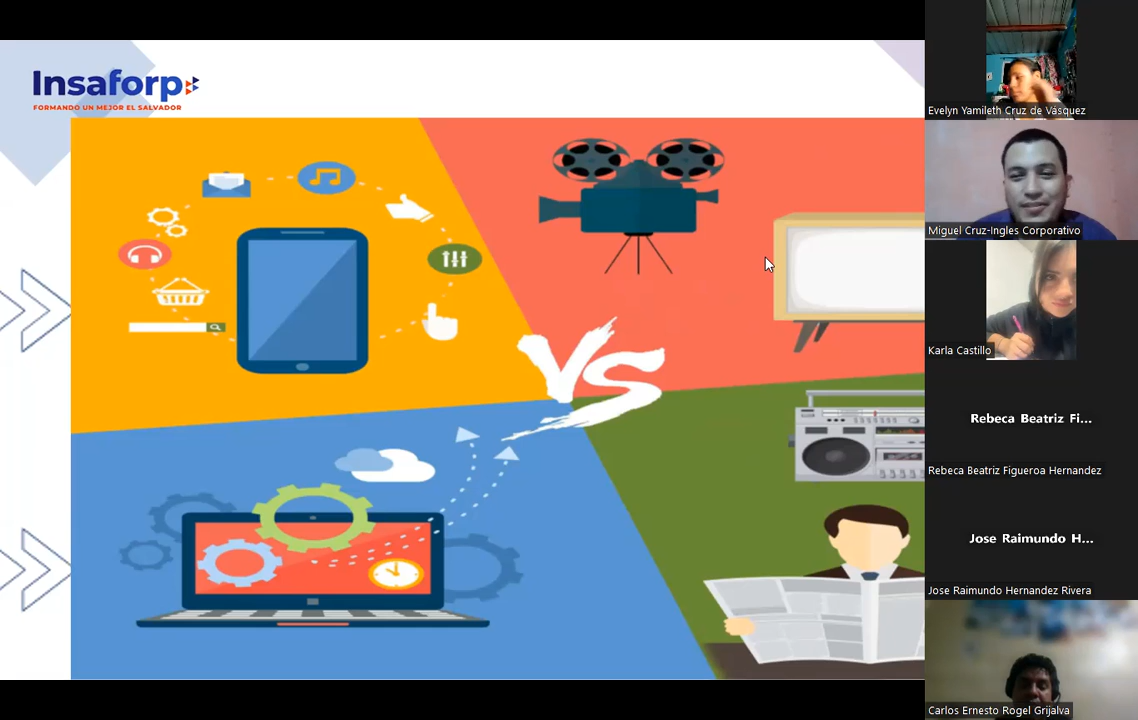 Insaforp
FORMANDO UN MEJOR EL SALVADOR
VS
Evelyn Yamileth Cruz de Vásquez
Miguel Cruz-Ingles Corporativo
Karla Castillo
Rebeca Beatriz Fi...
Rebeca Beatriz Figueroa Hernandez
Jose Raimundo H...
Jose Raimundo Hernandez Rivera
Carlos Ernesto Rogel Grijalva